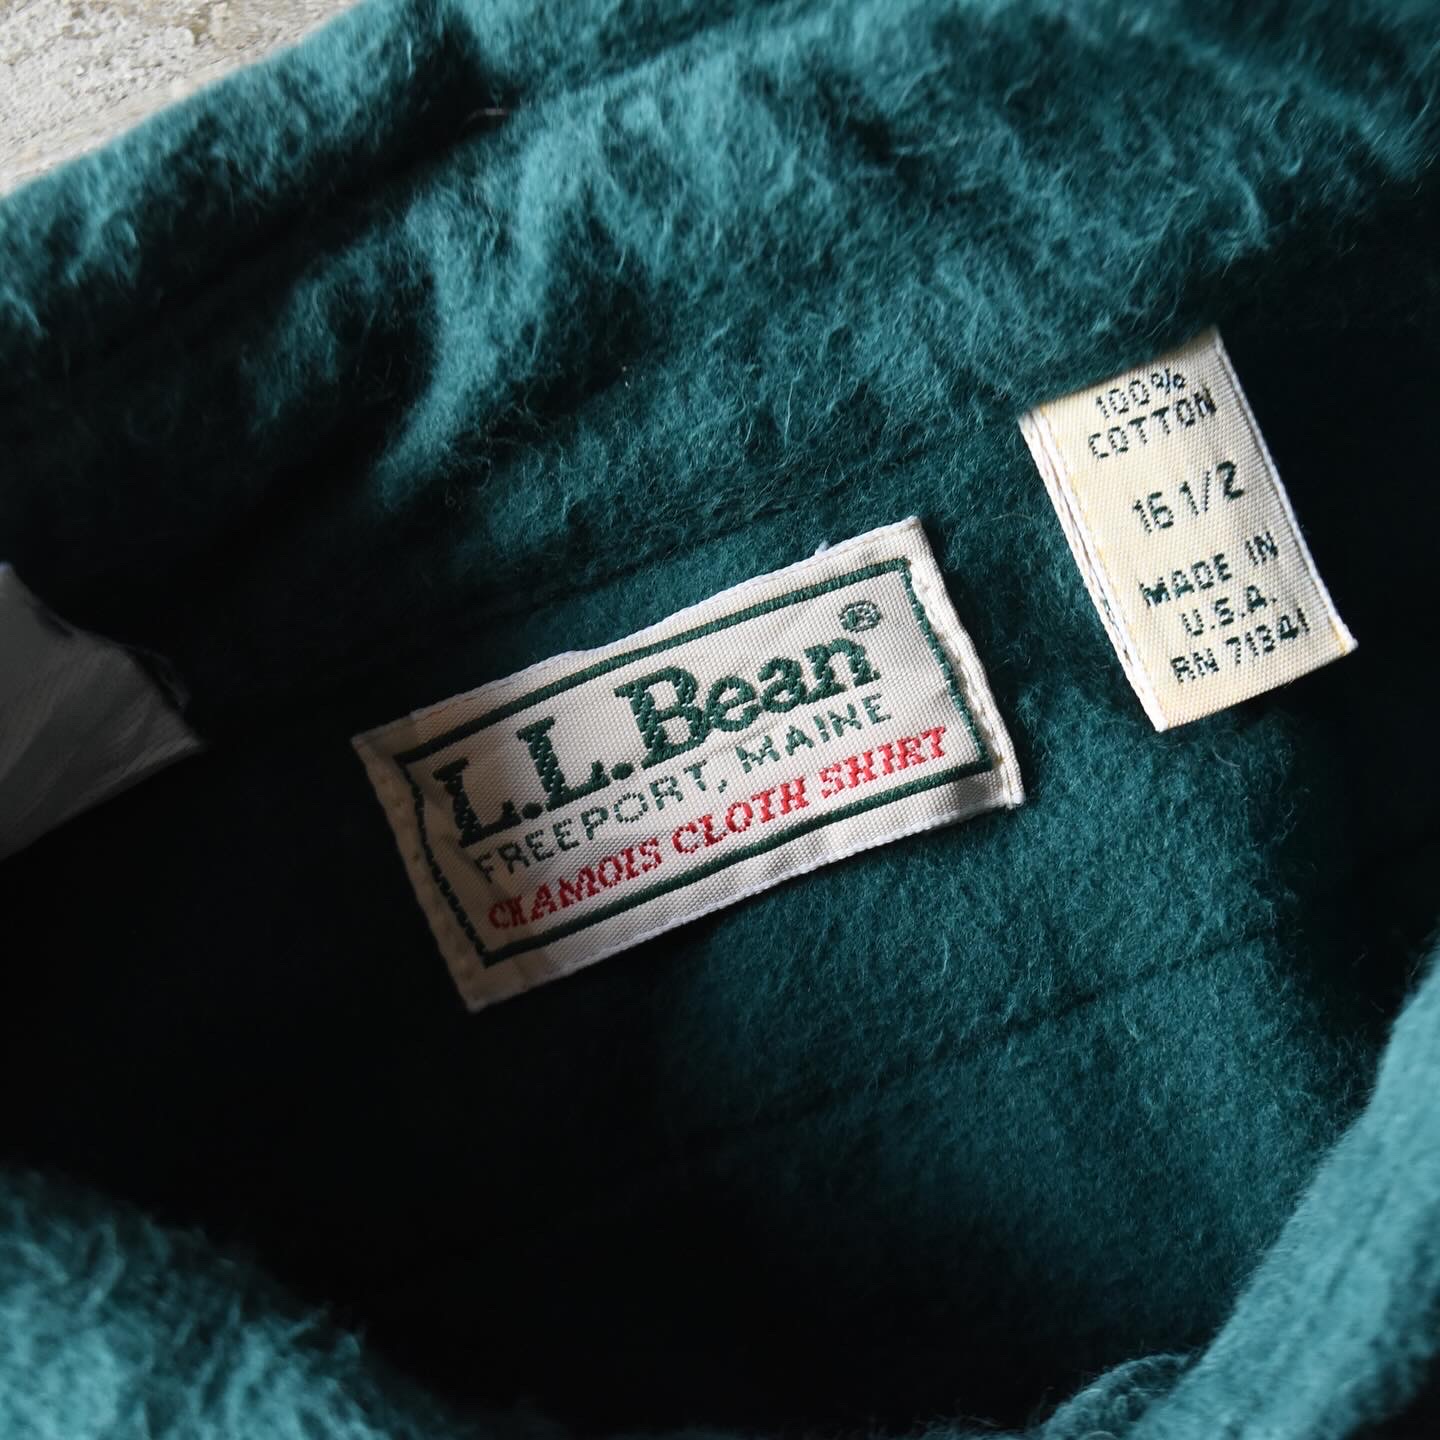 L.L.Bean®
FREEPORT, MAINE
CHAMOIS CLOTH SHIRT
100%
COTTON
16 1/2
MADE IN
U.S.A.
RN 71341